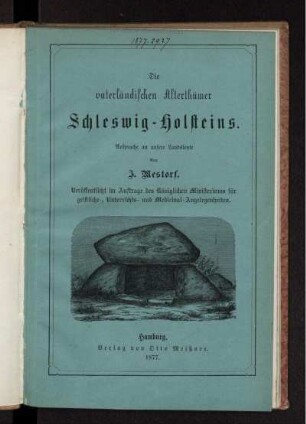 1877.2027
Die
vaterländischen Alterthümer
Schleswig-Holsteins.
Ansprache an unsere Landsleute
von
J. Mestorf.
Veröffentlicht im Auftrage des Königlichen Ministeriums für
geistliche-, Unterrichts- und Medicinal-Angelegenheiten.
Hamburg,
Verlag von Otto Meißner.
1877.